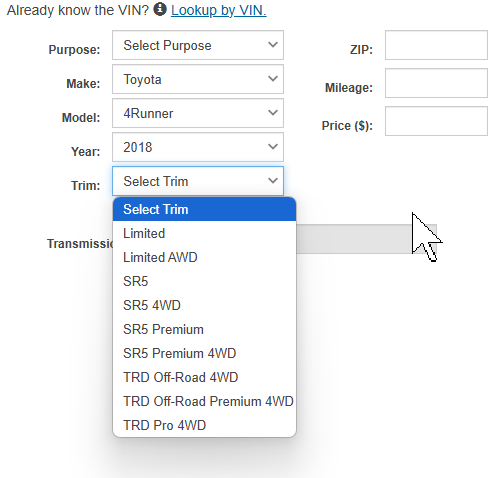 Already know the VIN? Lookup by VIN.
Purpose: Select Purpose
ZIP:
Make: Toyota
Mileage:
Model: 4Runner
Price ($):
Year: 2018
Trim: Select Trim
Select Trim
Limited
Transmissio
Limited AWD
SR5
SR5 4WD
SR5 Premium
SR5 Premium 4WD
TRD Off-Road 4WD
TRD Off-Road Premium 4WD
TRD Pro 4WD